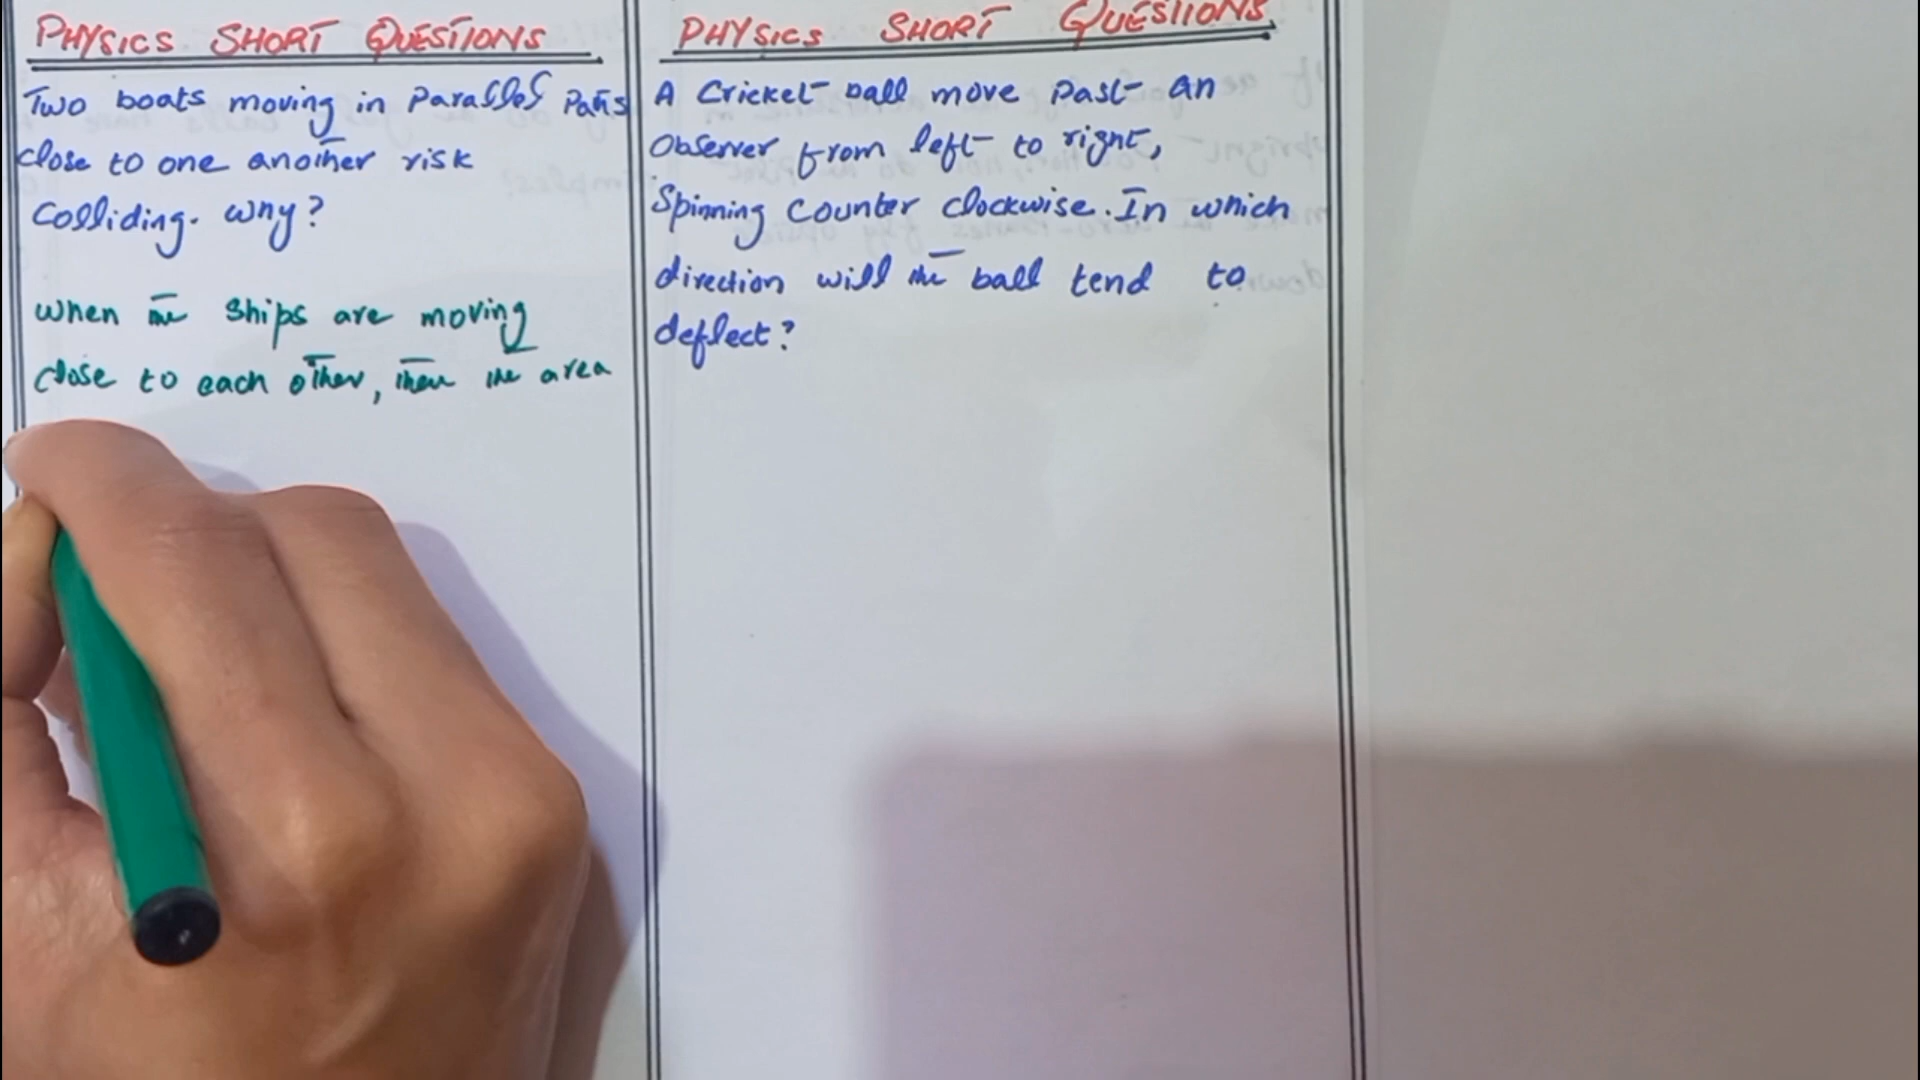 PHYSICS SHORT QUESTIONS
Two boats moving in Parallel Paths
close to one another risk
colliding. why?
when the ships are moving
close to each other, then the area
PHYSICS SHORT QUESTIONS
A Cricket ball move Past an
Observer from left to right,
Spinning counter clockwise. In which
direction will the ball tend to
deflect?